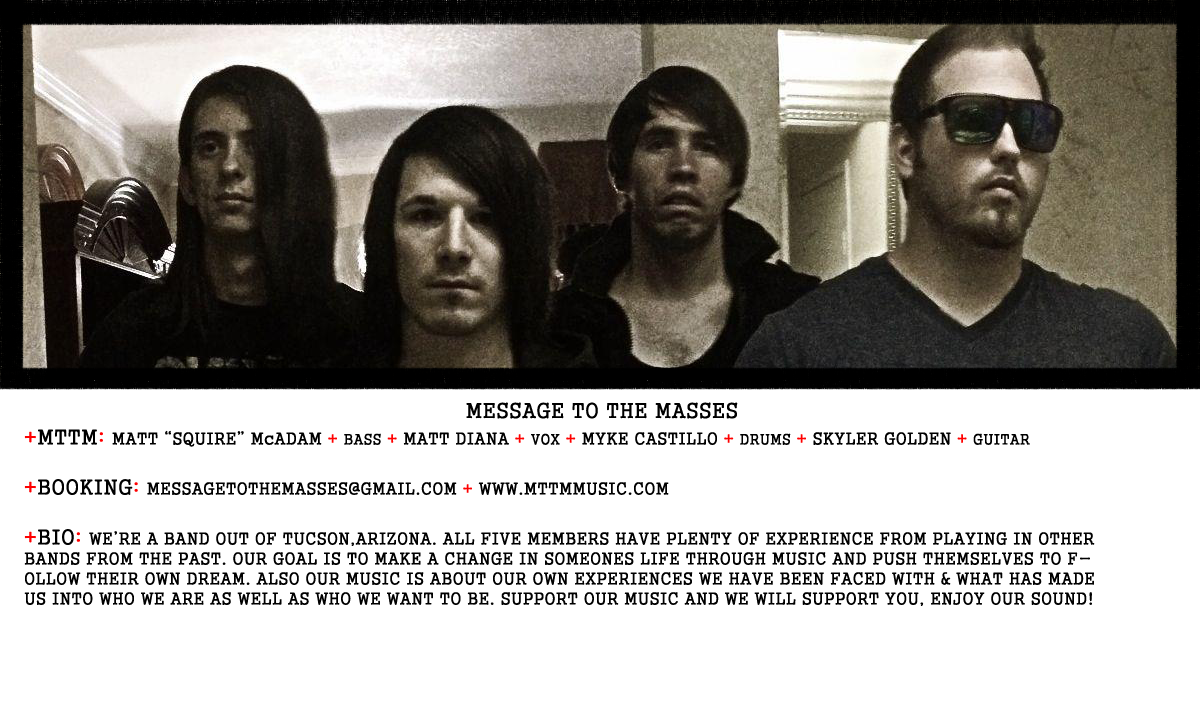 MESSAGE TO THE MASSES
+MTTM: MATT “SQUIRE” McADAM + BASS + MATT DIANA + VOX + MYKE CASTILLO + DRUMS + SKYLER GOLDEN + GUITAR
+BOOKING: MESSAGETOTHEMASSES@GMAIL.COM + WWW.MTTMMUSIC.COM
+BIO: WE'RE A BAND OUT OF TUCSON,ARIZONA. ALL FIVE MEMBERS HAVE PLENTY OF EXPERIENCE FROM PLAYING IN OTHER
BANDS FROM THE PAST. OUR GOAL IS TO MAKE A CHANGE IN SOMEONES LIFE THROUGH MUSIC AND PUSH THEMSELVES TO F-
OLLOW THEIR OWN DREAM. ALSO OUR MUSIC IS ABOUT OUR OWN EXPERIENCES WE HAVE BEEN FACED WITH & WHAT HAS MADE
US INTO WHO WE ARE AS WELL AS WHO WE WANT TO BE. SUPPORT OUR MUSIC AND WE WILL SUPPORT YOU, ENJOY OUR SOUND!